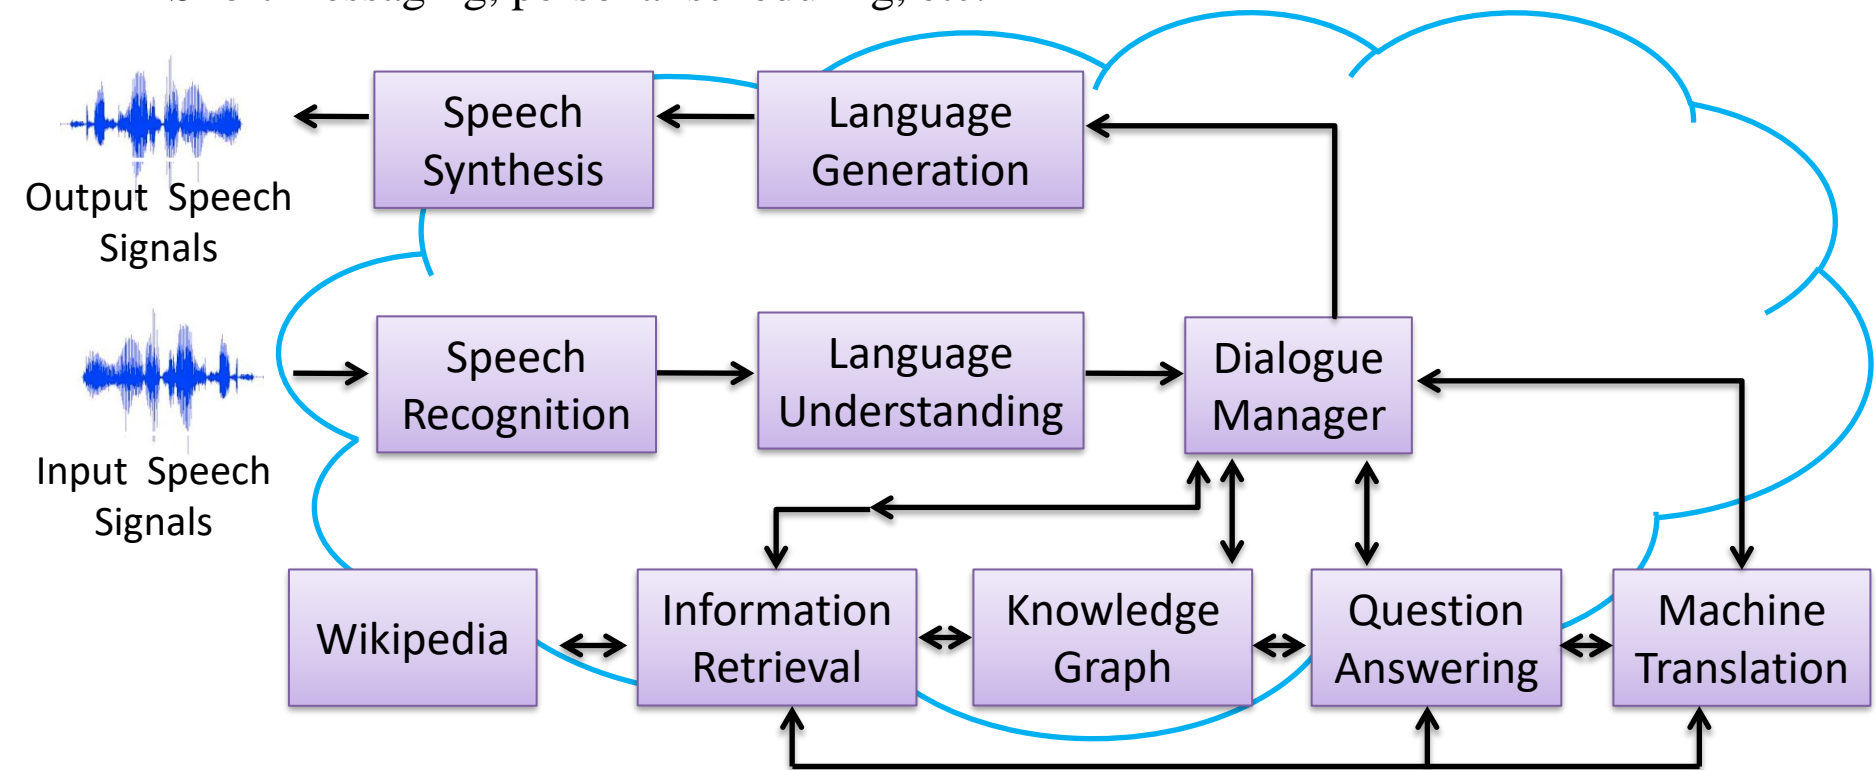 Speech
Synthesis
Language
Generation
Output Speech
Signals
Speech
Recognition
Language
Understanding
Dialogue
Manager
Input Speech
Signals
Wikipedia
Information
Retrieval
Knowledge
Graph
Question
Answering
Machine
Translation